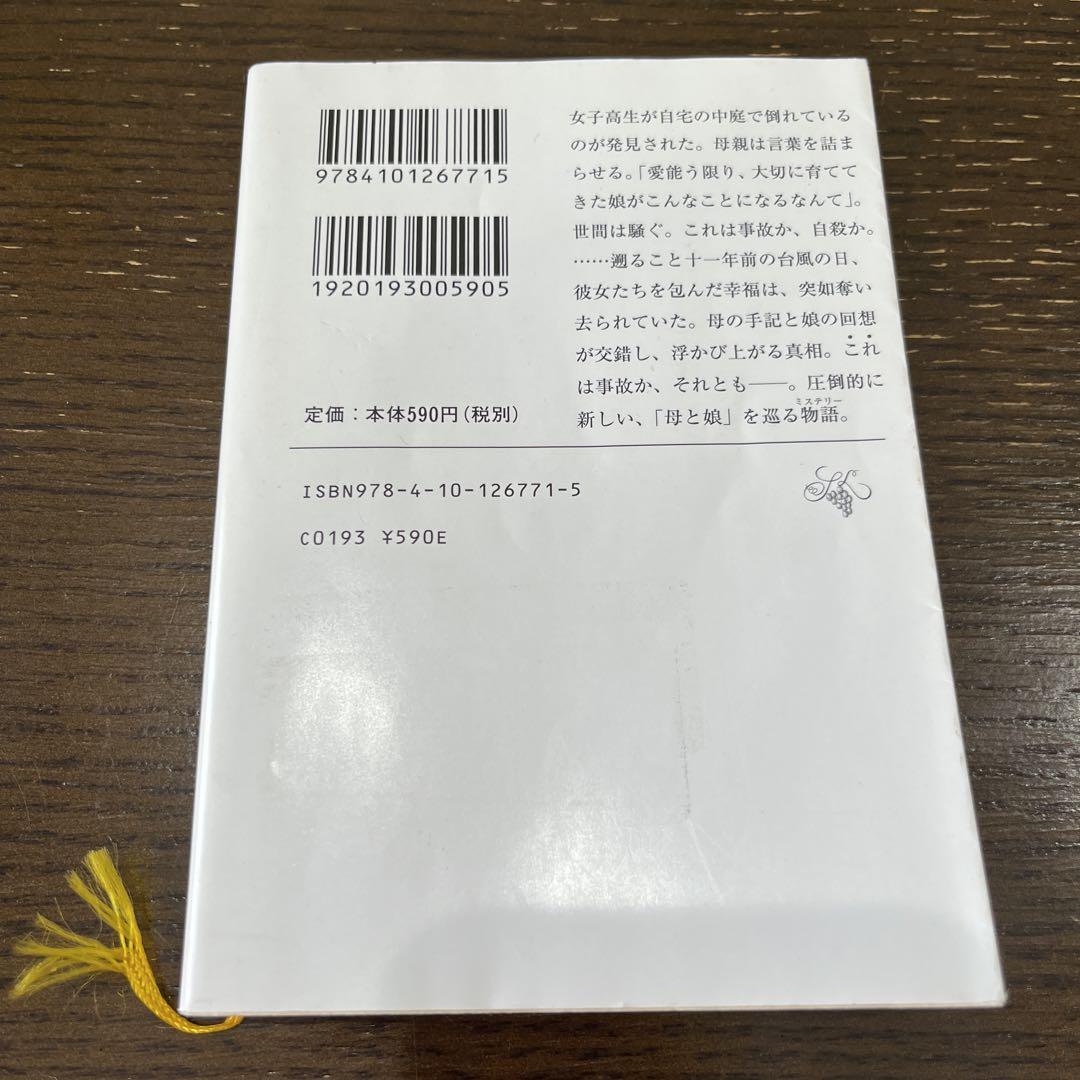 9784101267715
1920193005905
定価：本体590円（税別）
女子高生が自宅の中庭で倒れている
のが発見された。母親は言葉を詰ま
らせる。「愛能う限り、大切に育てて
きた娘がこんなことになるなんて」。
世間は騒ぐ。これは事故か、自殺か。
……遡ること十一年前の台風の日、
彼女たちを包んだ幸福は、突如奪い
去られていた。母の手記と娘の回想
が交錯し、浮かび上がる真相。これ
は事故か、それとも――。圧倒的に
ミステリー
新しい、「母と娘」を巡る物語。
ISBN978-4-10-126771-5
C0193 ¥590E